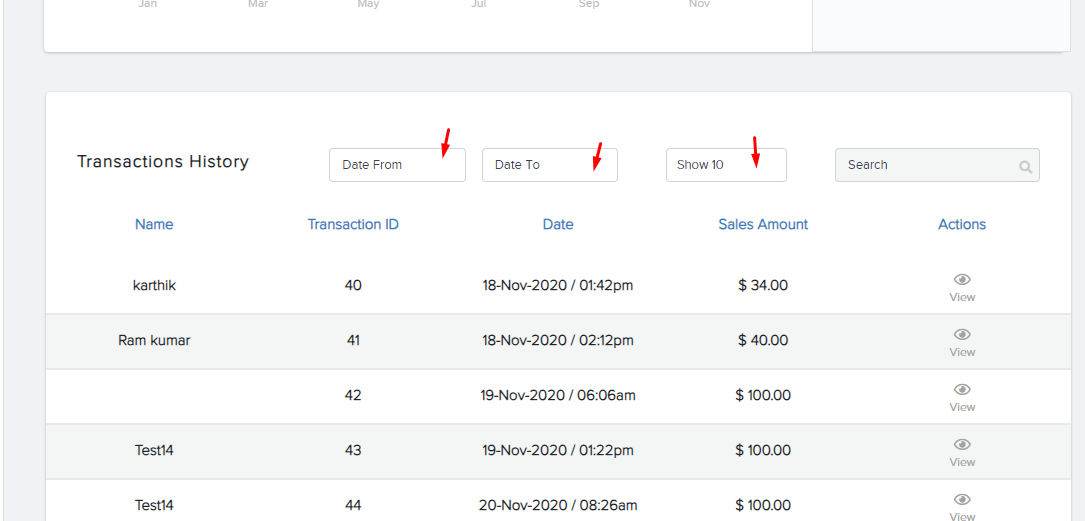 Jan Mar May Jul Sep Nov
Transactions History Date From Date To Show 10 Search
Name Transaction ID Date Sales Amount Actions
karthik 40 18-Nov-2020 / 01:42pm $ 34.00 View
Ram kumar 41 18-Nov-2020 / 02:12pm $ 40.00 View
42 19-Nov-2020 / 06:06am $ 100.00 View
Test14 43 19-Nov-2020 / 01:22pm $ 100.00 View
Test14 44 20-Nov-2020 / 08:26am $ 100.00 View